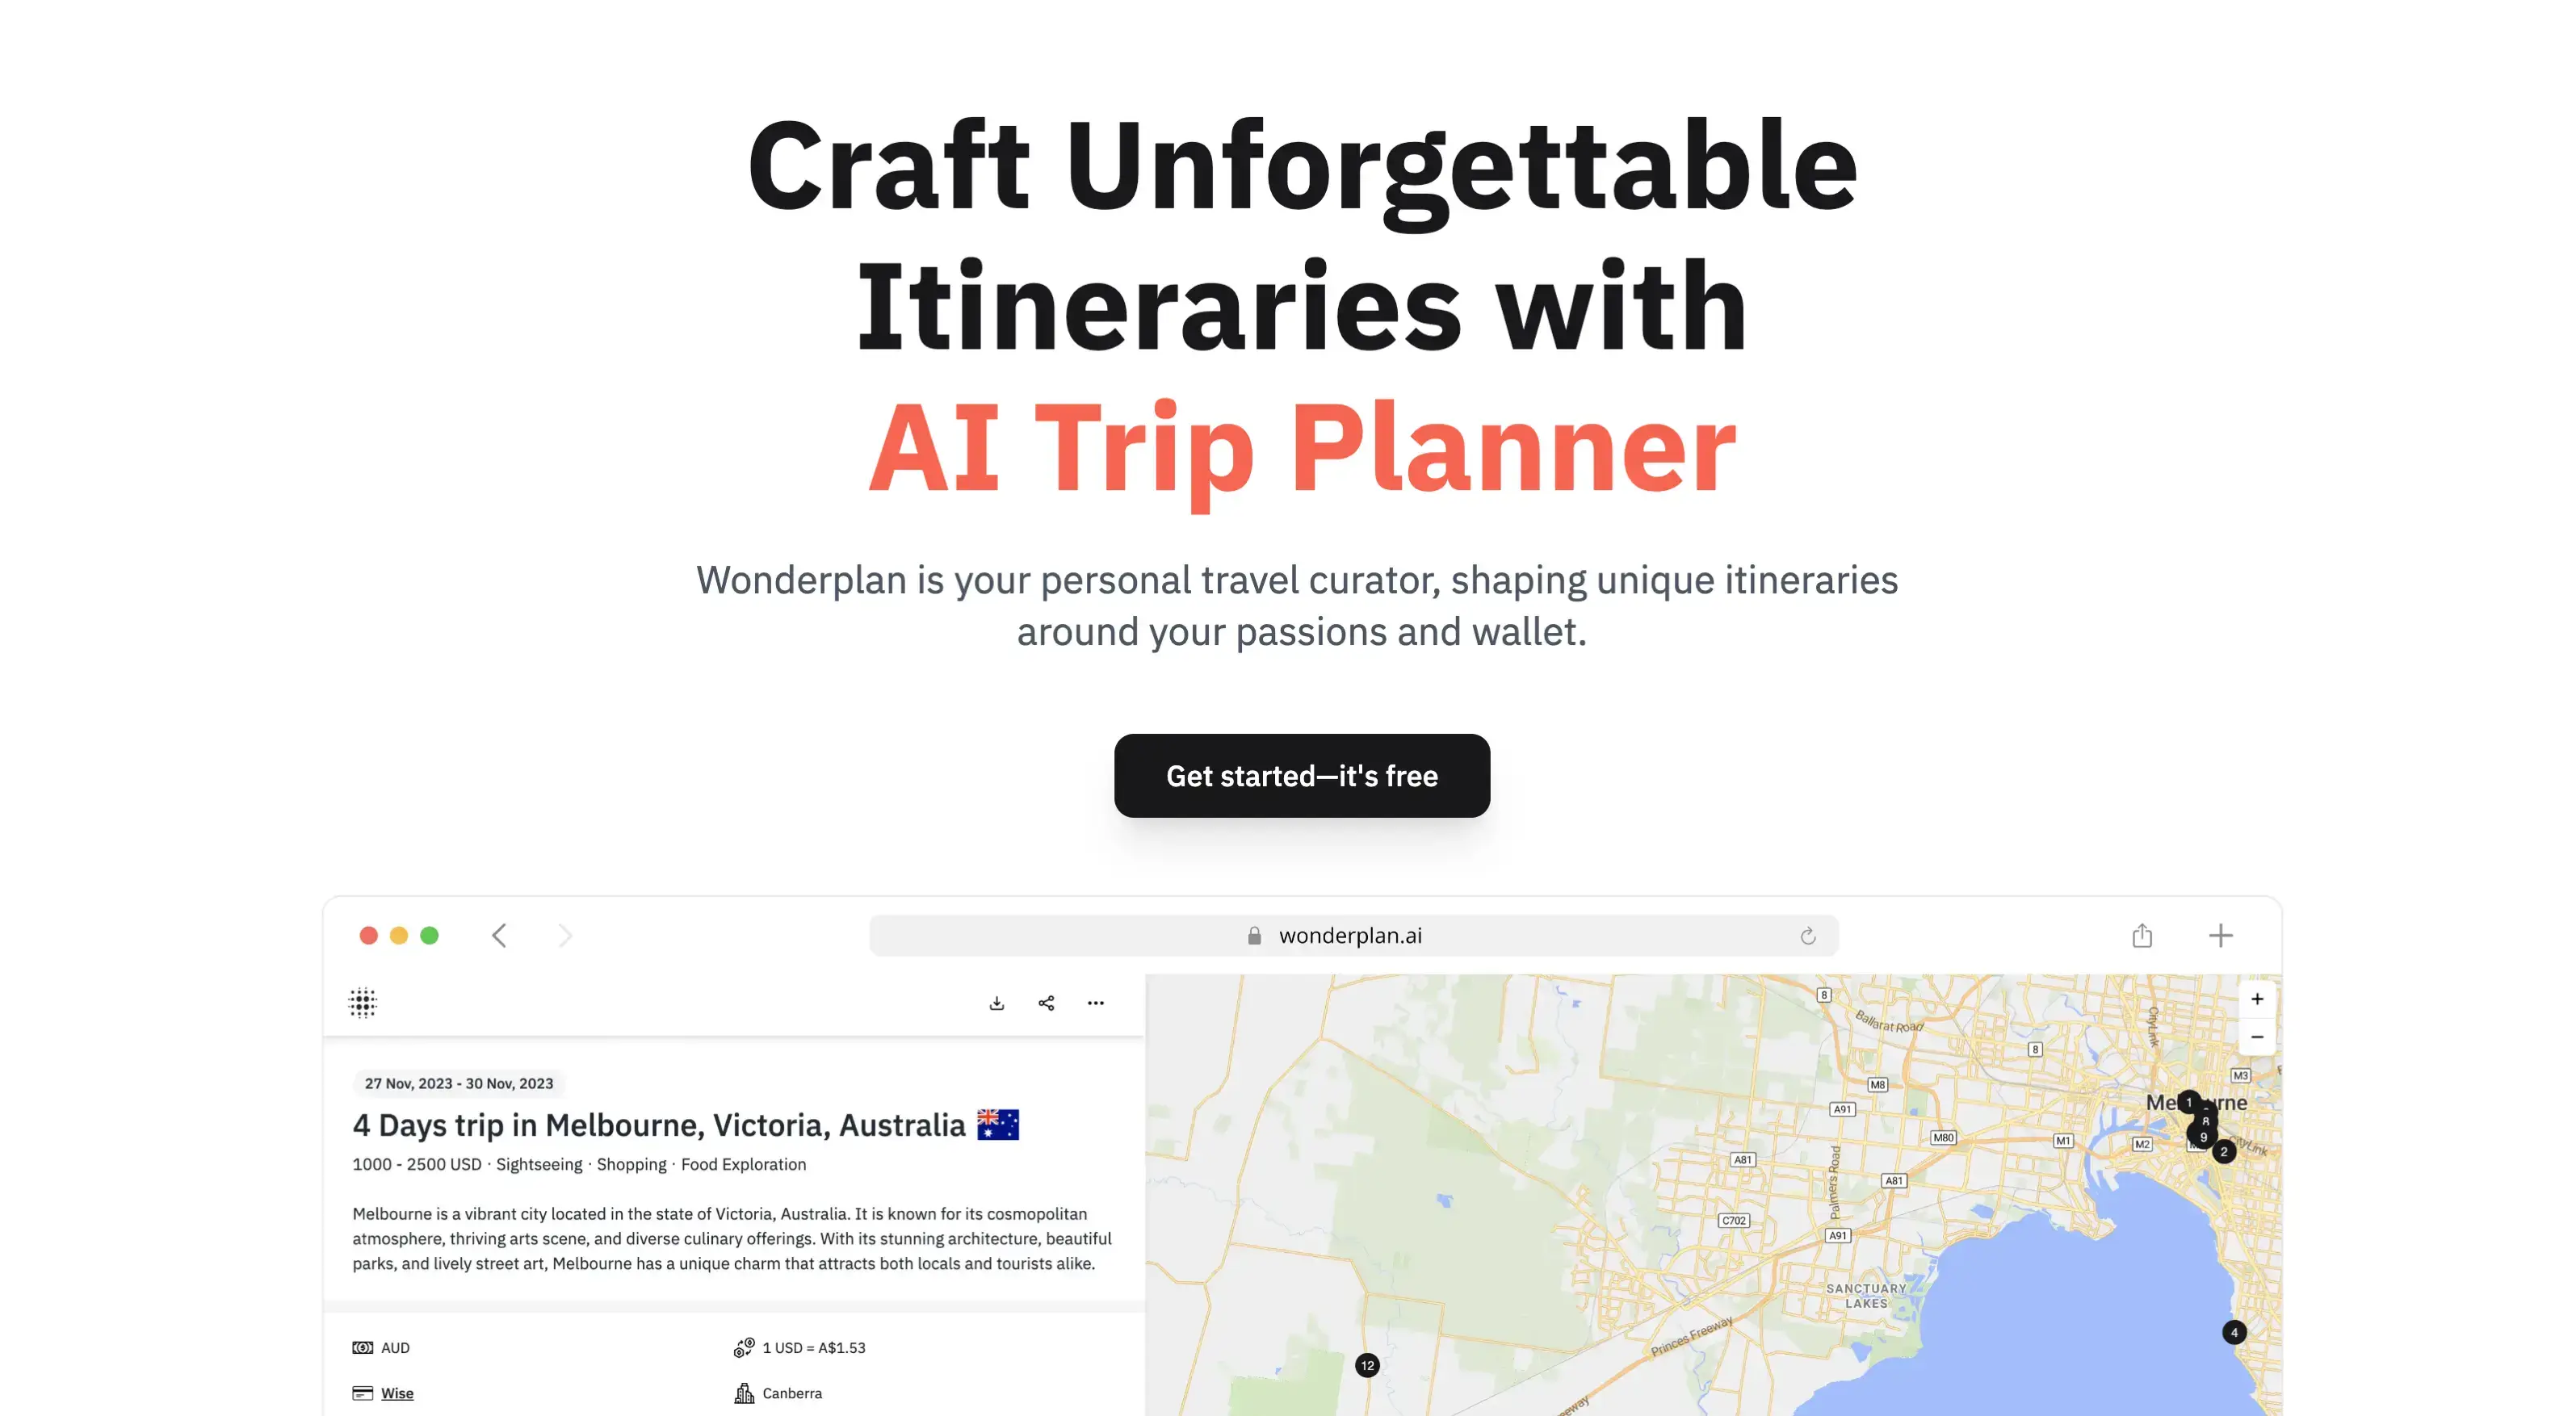 Craft Unforgettable
Itineraries with
AI Trip Planner
Wonderplan is your personal travel curator, shaping unique itineraries
around your passions and wallet.
Get started—it's free
wonderplan.ai
27 Nov, 2023 - 30 Nov, 2023
4 Days trip in Melbourne, Victoria, Australia 🇦🇺
1000 - 2500 USD · Sightseeing · Shopping · Food Exploration
Melbourne is a vibrant city located in the state of Victoria, Australia. It is known for its cosmopolitan
atmosphere, thriving arts scene, and diverse culinary offerings. With its stunning architecture, beautiful
parks, and lively street art, Melbourne has a unique charm that attracts both locals and tourists alike.
AUD
1 USD = A$1.53
Wise
Canberra
8
Ballarat Road
CityLink
+
8
−
M3
M8
A91
1
8
9
M80
M1
M2
CityLink
2
A81
Palmers Road
A81
C702
A91
SANCTUARY
LAKES
Princes Freeway
4
12